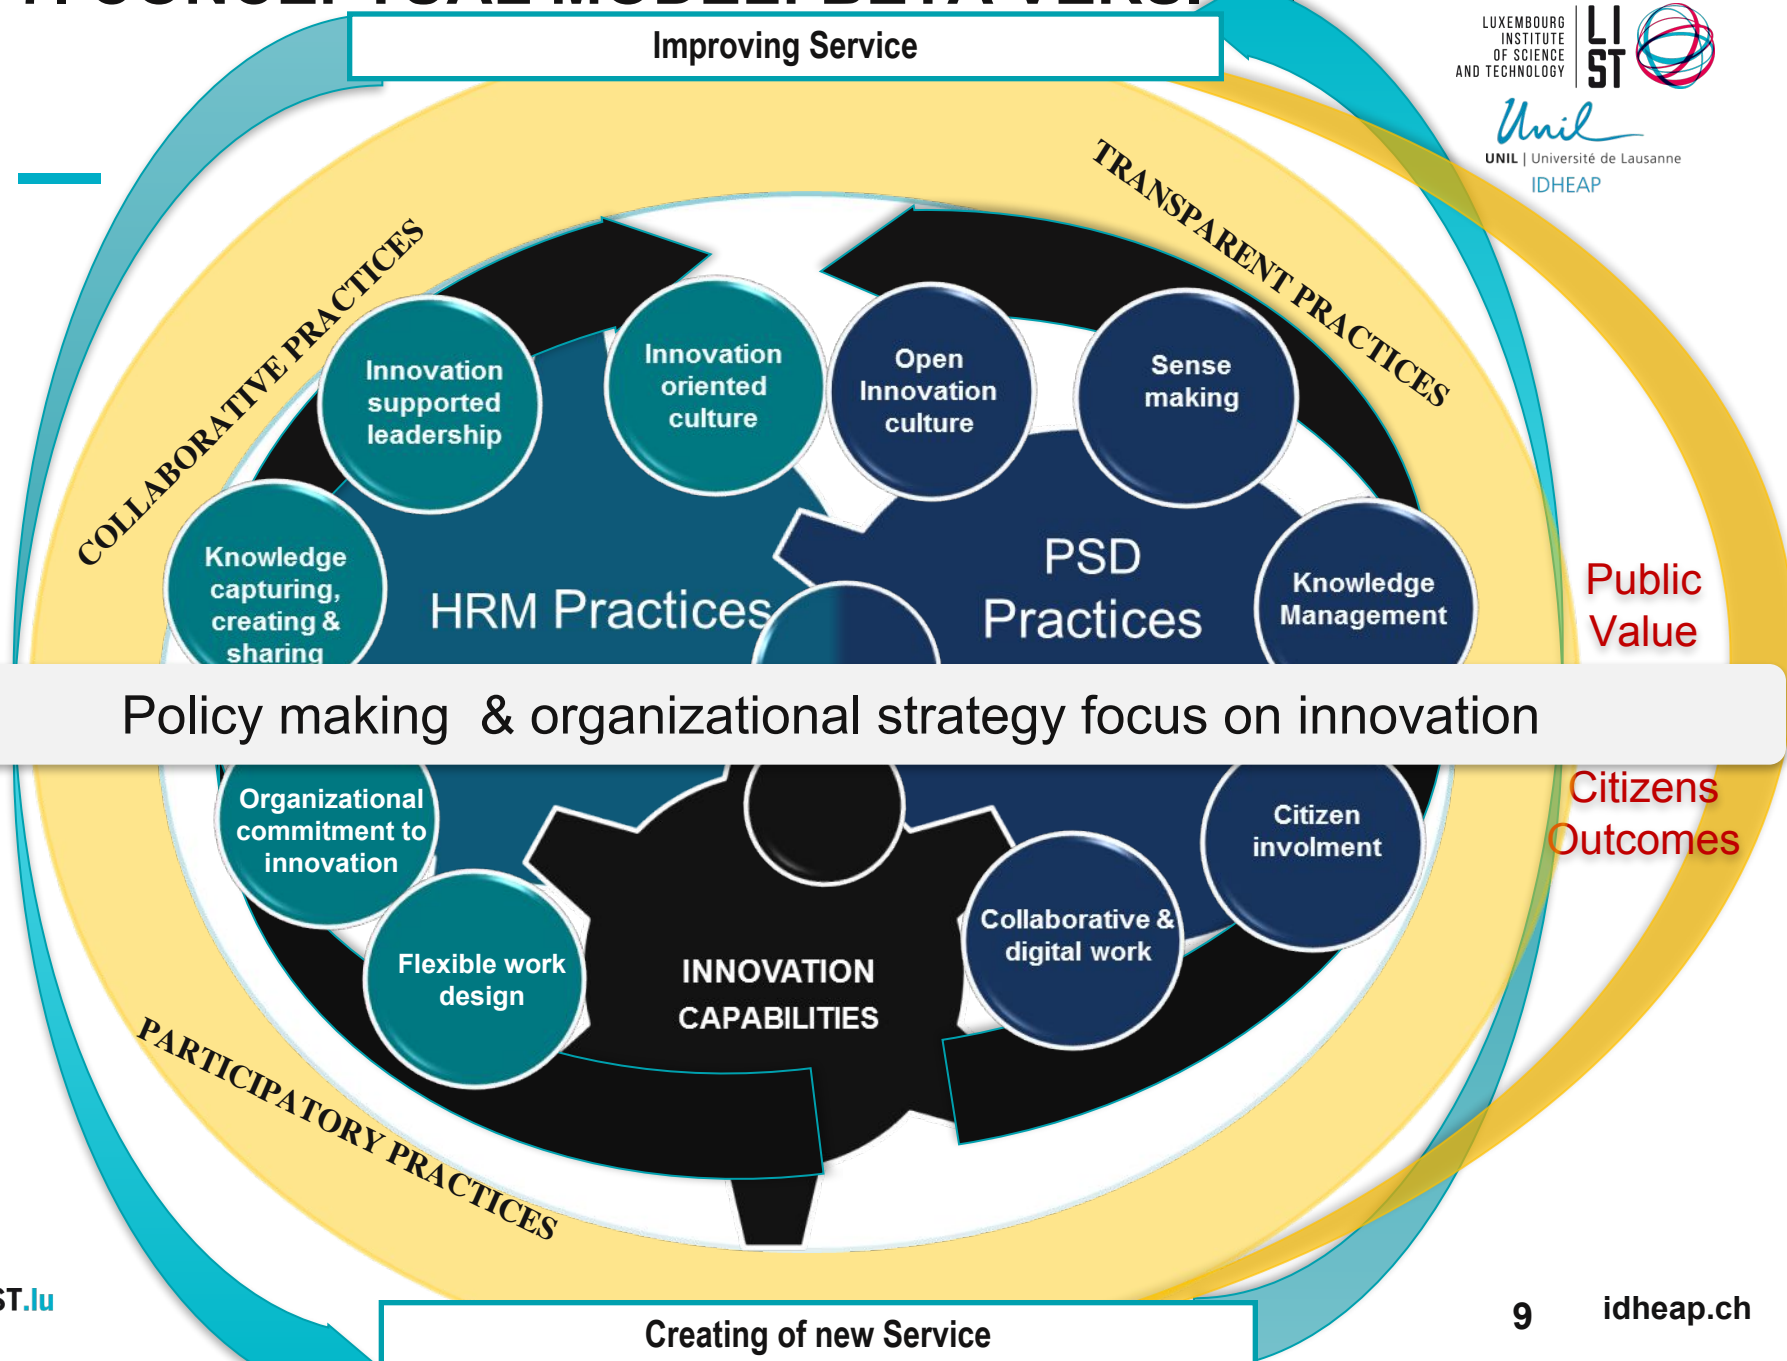 CONCEPTUAL MODEL: BETA VERS.
Improving Service
LUXEMBOURG
INSTITUTE
OF SCIENCE
AND TECHNOLOGY
LI
ST
Unil
UNIL | Université de Lausanne
IDHEAP
COLLABORATIVE PRACTICES
TRANSPARENT PRACTICES
Innovation
supported
leadership
Innovation
oriented
culture
Open
Innovation
culture
Sense
making
Knowledge
capturing,
creating &
sharing
HRM Practices
PSD
Practices
Knowledge
Management
Public
Value
Policy making & organizational strategy focus on innovation
Organizational
commitment to
innovation
Citizen
involment
Citizens
Outcomes
Flexible work
design
INNOVATION
CAPABILITIES
Collaborative &
digital work
PARTICIPATORY PRACTICES
ST.lu
Creating of new Service
9
idheap.ch